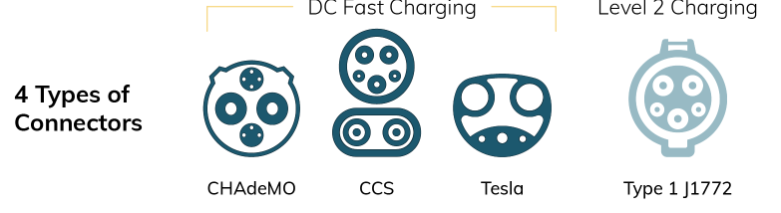 DC Fast Charging
Level 2 Charging
4 Types of
Connectors
CHAdeMO
CCS
Tesla
Type 1 J1772